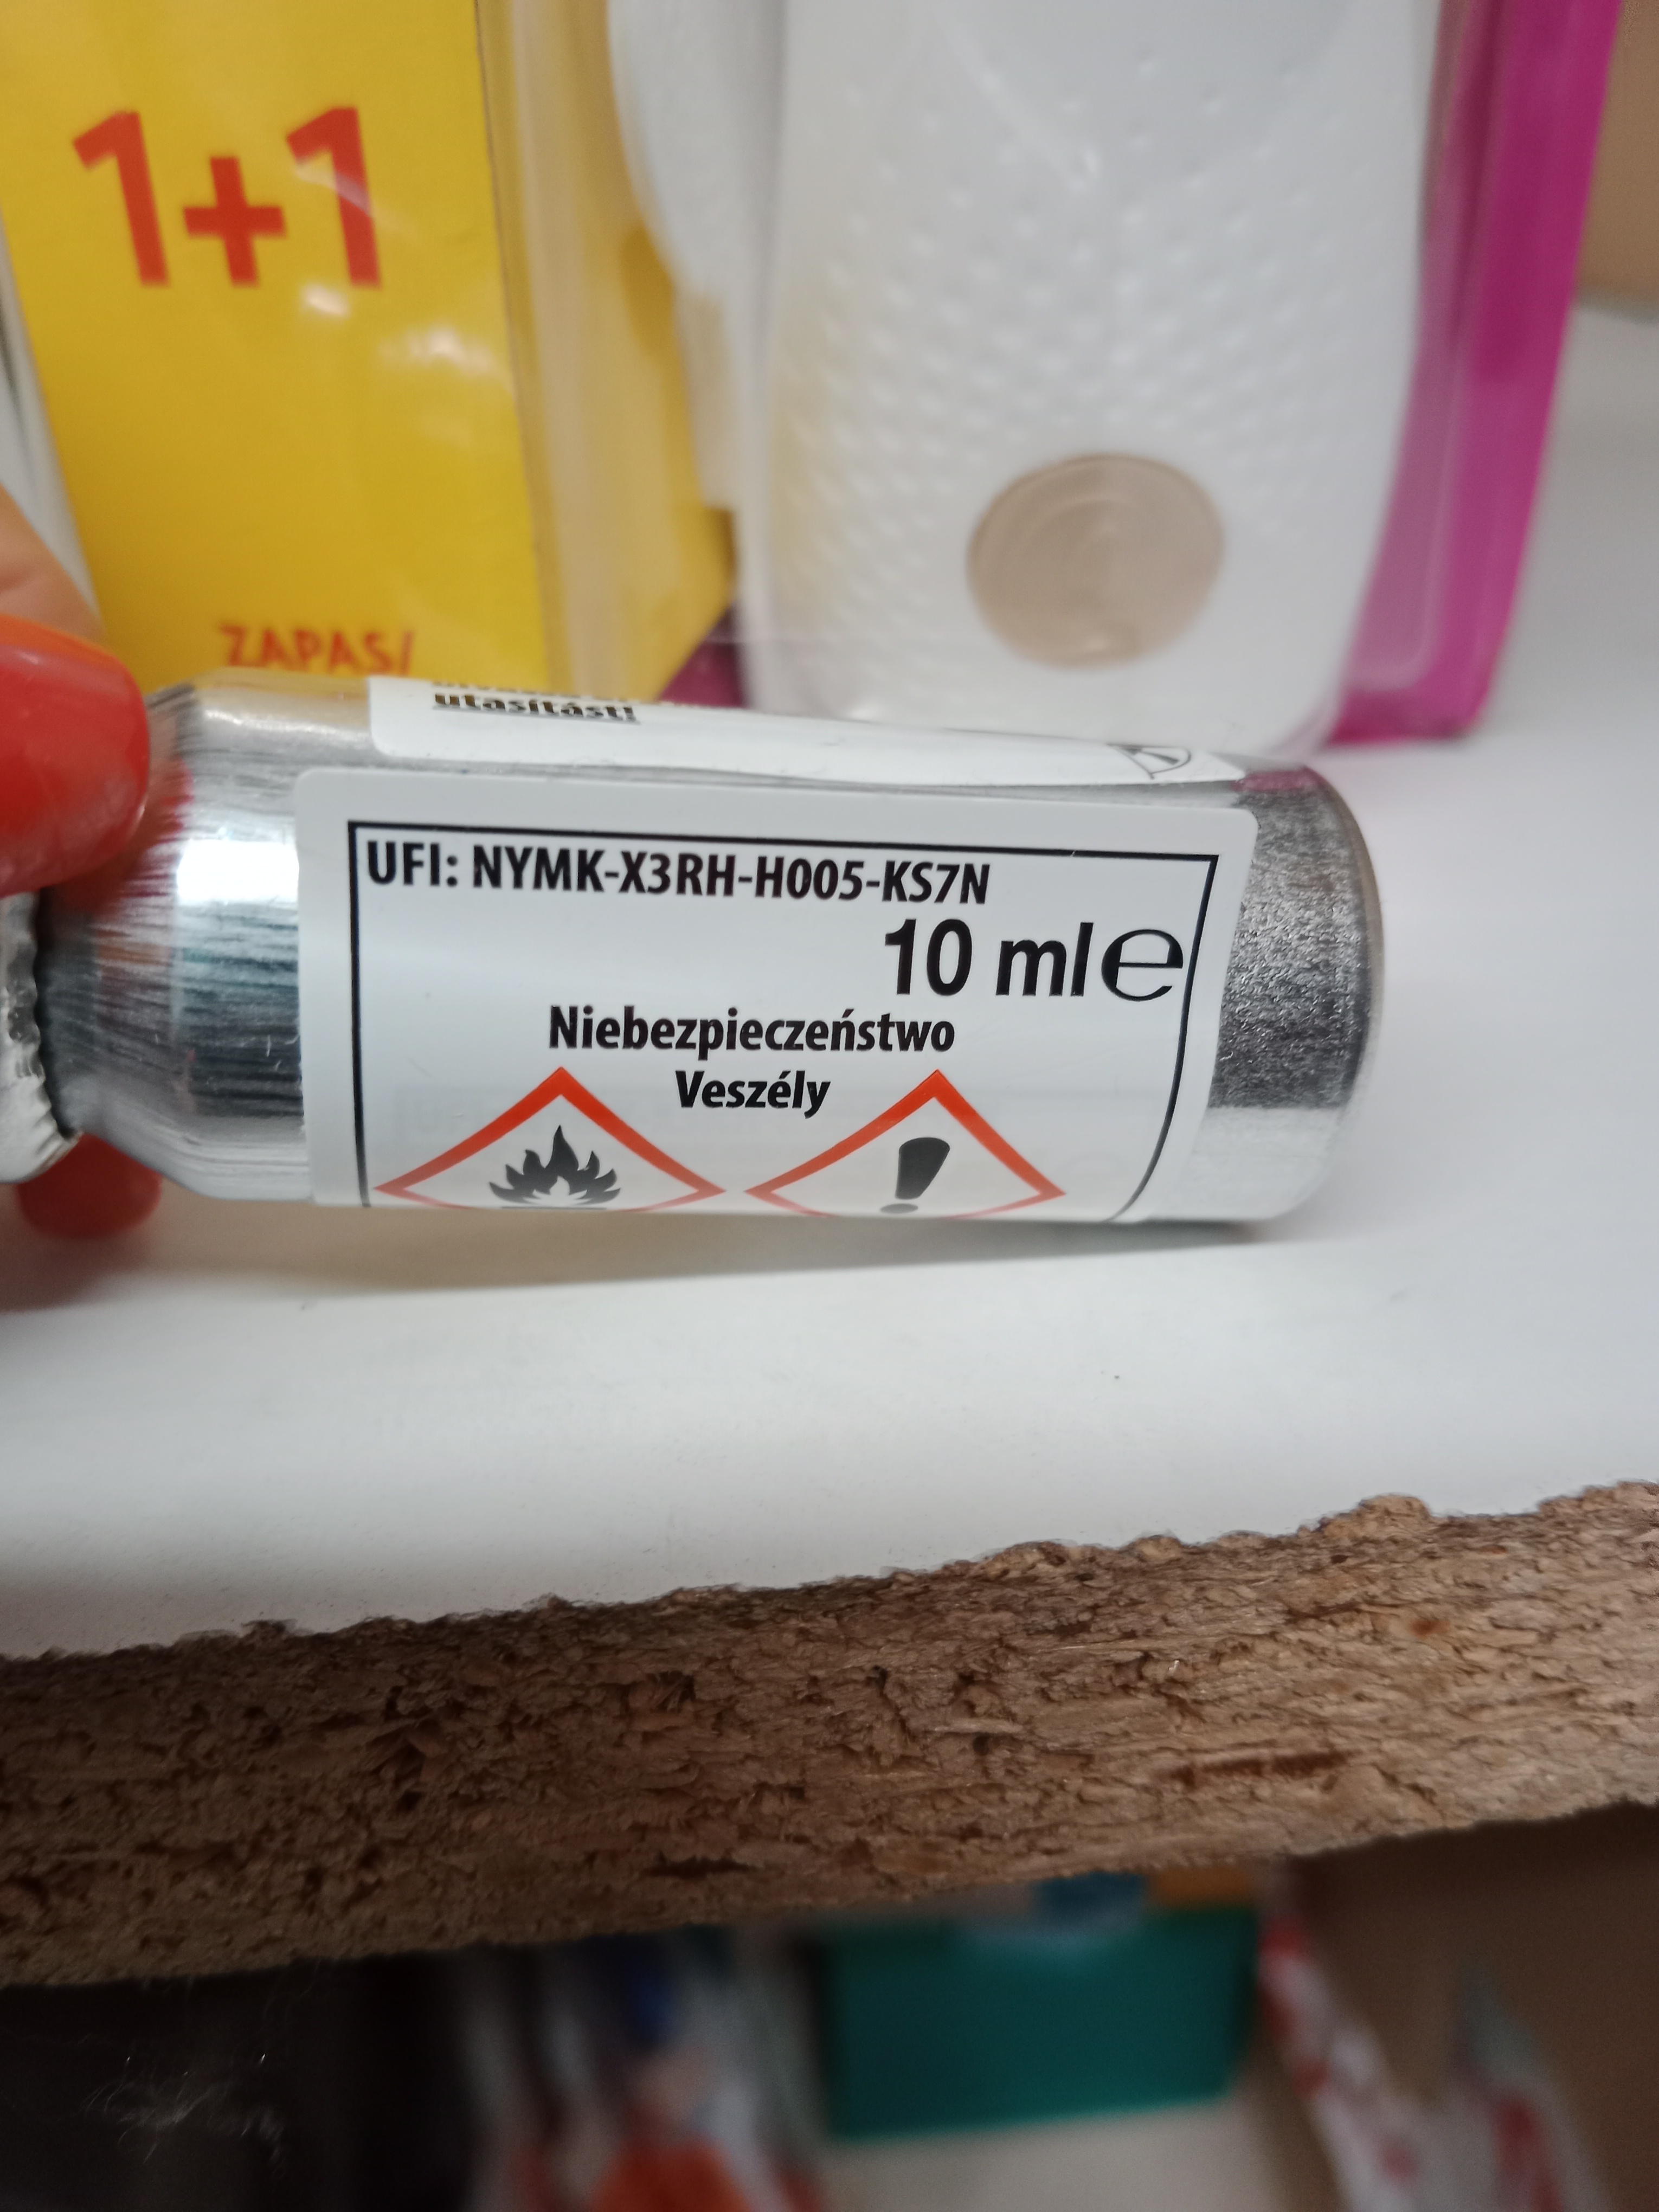 1+1
ZAPAS/
utasítást!
UFI: NYMK-X3RH-H005-KS7N
10 ml e
Niebezpieczeństwo
Veszély